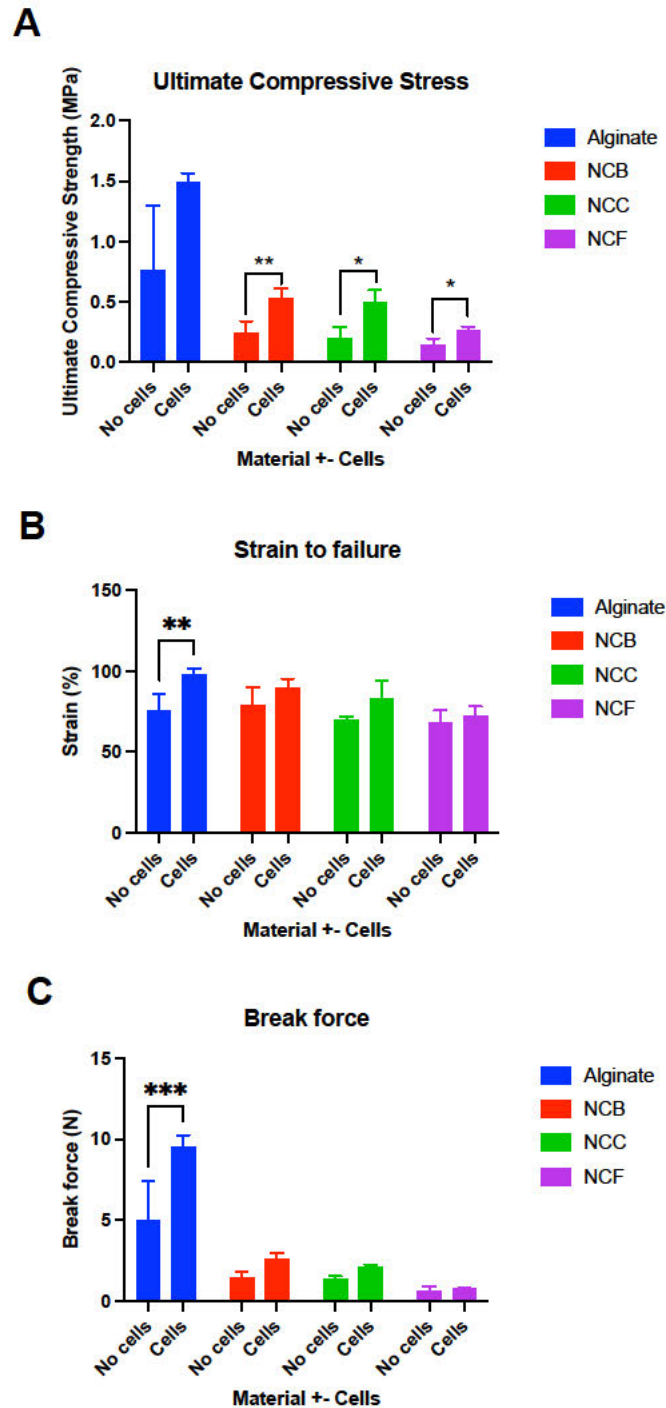 A
Ultimate Compressive Stress
Ultimate Compressive Strength (MPa)
2.0
1.5
1.0
0.5
0.0
**
*
*
No cells
Cells
No cells
Cells
No cells
Cells
No cells
Cells
Material +- Cells
Alginate
NCB
NCC
NCF
B
Strain to failure
Strain (%)
150
100
50
0
**
No cells
Cells
No cells
Cells
No cells
Cells
No cells
Cells
Material +- Cells
Alginate
NCB
NCC
NCF
C
Break force
Break force (N)
15
10
5
0
***
No cells
Cells
No cells
Cells
No cells
Cells
No cells
Cells
Material +- Cells
Alginate
NCB
NCC
NCF